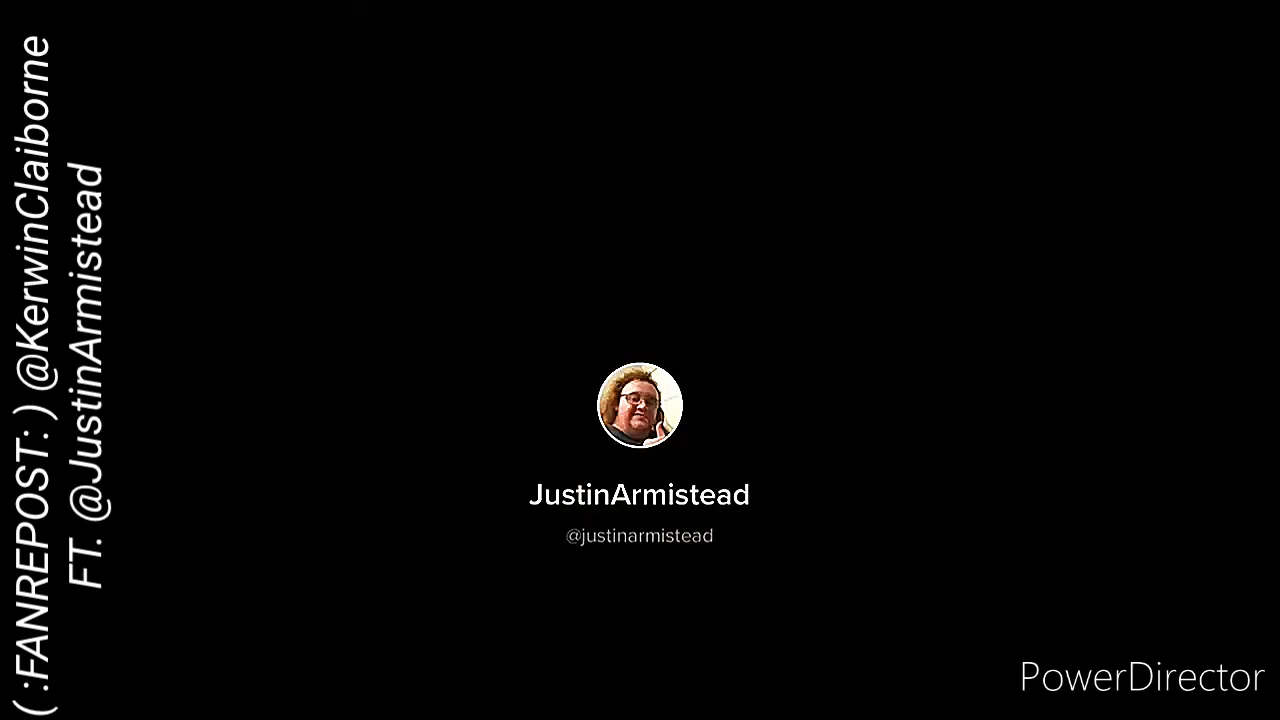 ( :FANREPOST: ) @KerwinClaiborne
FT. @JustinArmistead
JustinArmistead
@justinarmistead
PowerDirector